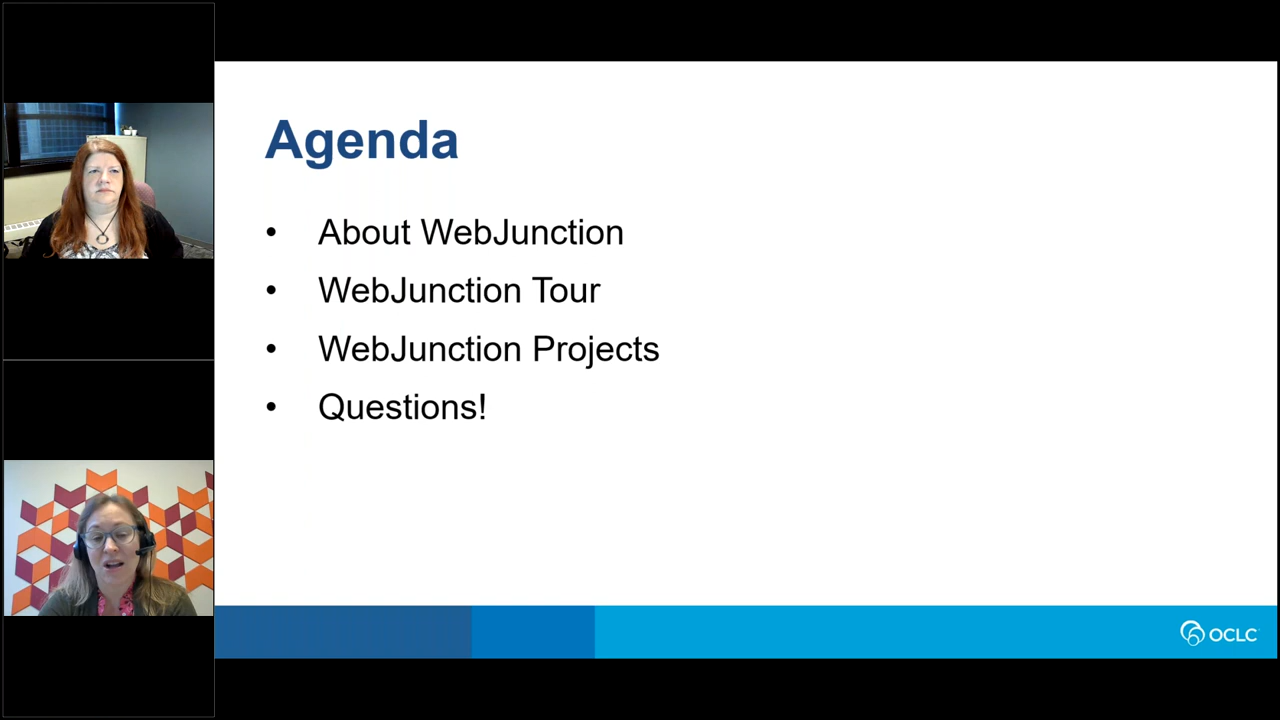 Agenda
• About WebJunction
• WebJunction Tour
• WebJunction Projects
• Questions!
OCLC